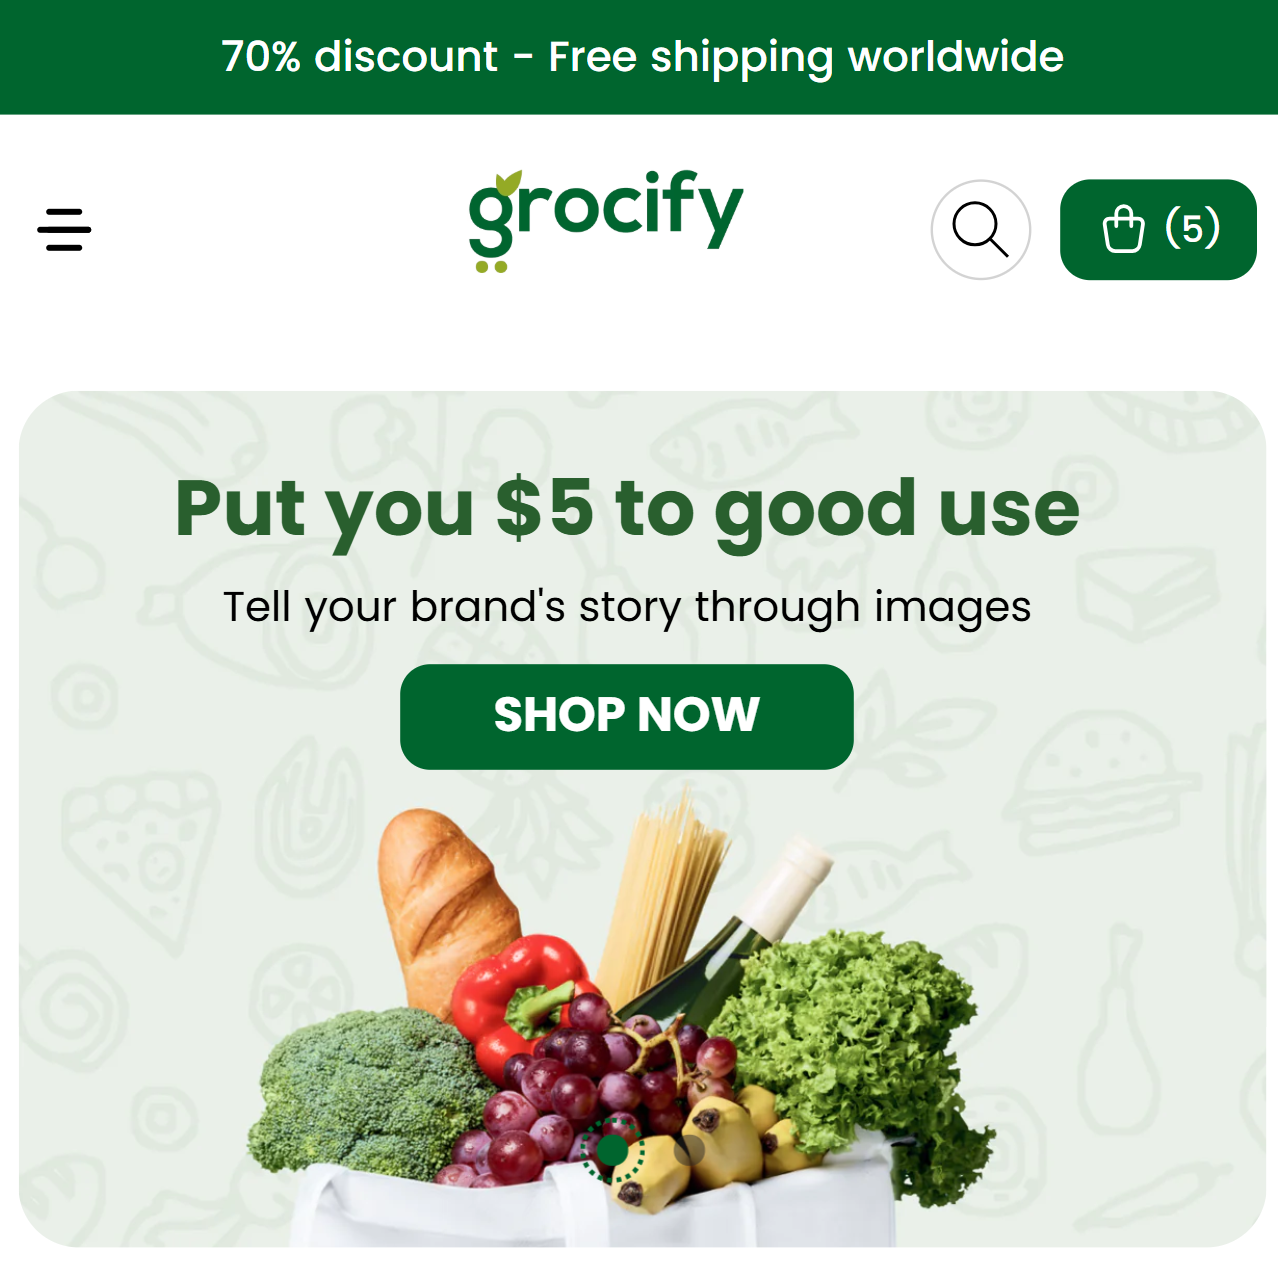 70% discount - Free shipping worldwide
grocify
(5)
Put you $5 to good use
Tell your brand's story through images
SHOP NOW